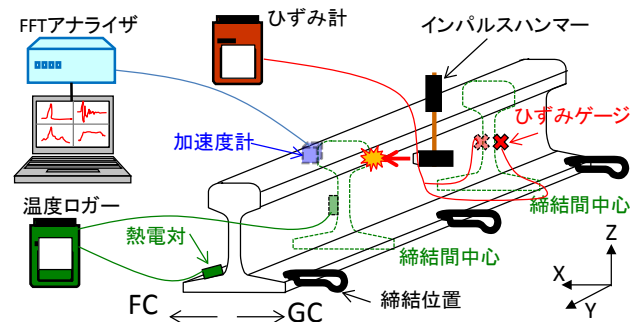 FFTアナライザ
ひずみ計
インパルスハンマー
ひずみゲージ
加速度計
温度ロガー
熱電対
締結間中心
締結間中心
締結位置
FC
GC
Z
X
Y